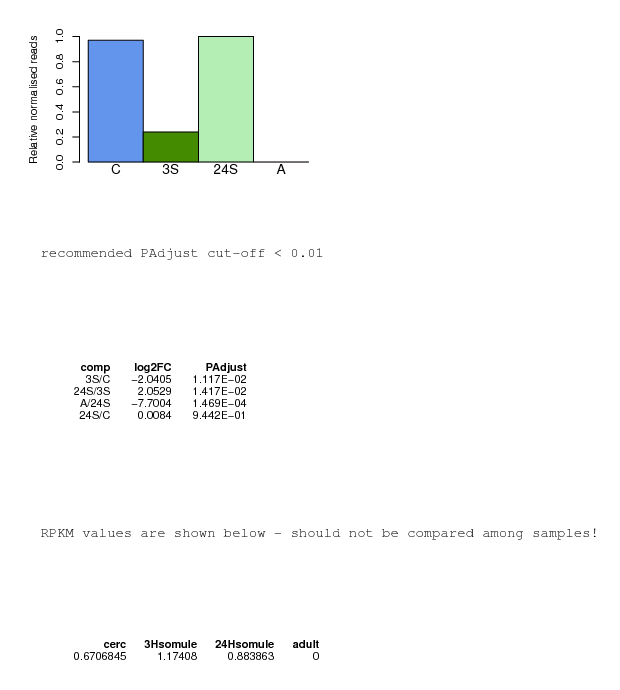 Relative normalised reads
1.0
0.8
0.6
0.4
0.2
0.0
C 3S 24S A
recommended PAdjust cut-off < 0.01
comp log2FC PAdjust
3S/C −2.0405 1.117E−02
24S/3S 2.0529 1.417E−02
A/24S −7.7004 1.469E−04
24S/C 0.0084 9.442E−01
RPKM values are shown below - should not be compared among samples!
cerc 3Hsomule 24Hsomule adult
0.6706845 1.17408 0.883863 0